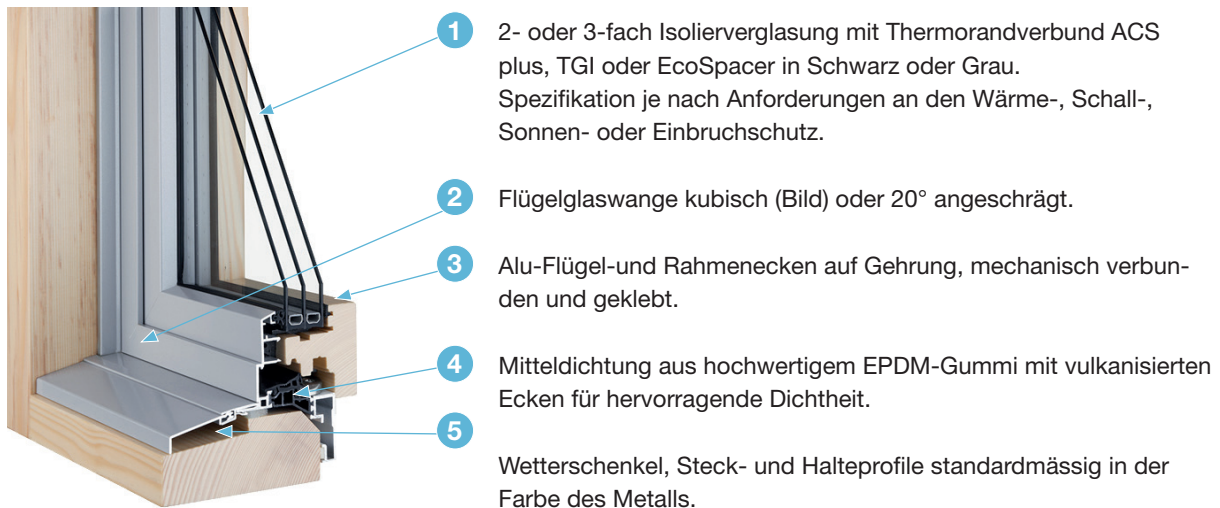 1 2- oder 3-fach Isolierverglasung mit Thermorandverbund ACS
plus, TGI oder EcoSpacer in Schwarz oder Grau.
Spezifikation je nach Anforderungen an den Wärme-, Schall-,
Sonnen- oder Einbruchschutz.
2 Flügelglaswange kubisch (Bild) oder 20° angeschrägt.
3 Alu-Flügel-und Rahmenecken auf Gehrung, mechanisch verbun-
den und geklebt.
4 Mitteldichtung aus hochwertigem EPDM-Gummi mit vulkanisierten
Ecken für hervorragende Dichtheit.
5
Wetterschenkel, Steck- und Halteprofile standardmässig in der
Farbe des Metalls.